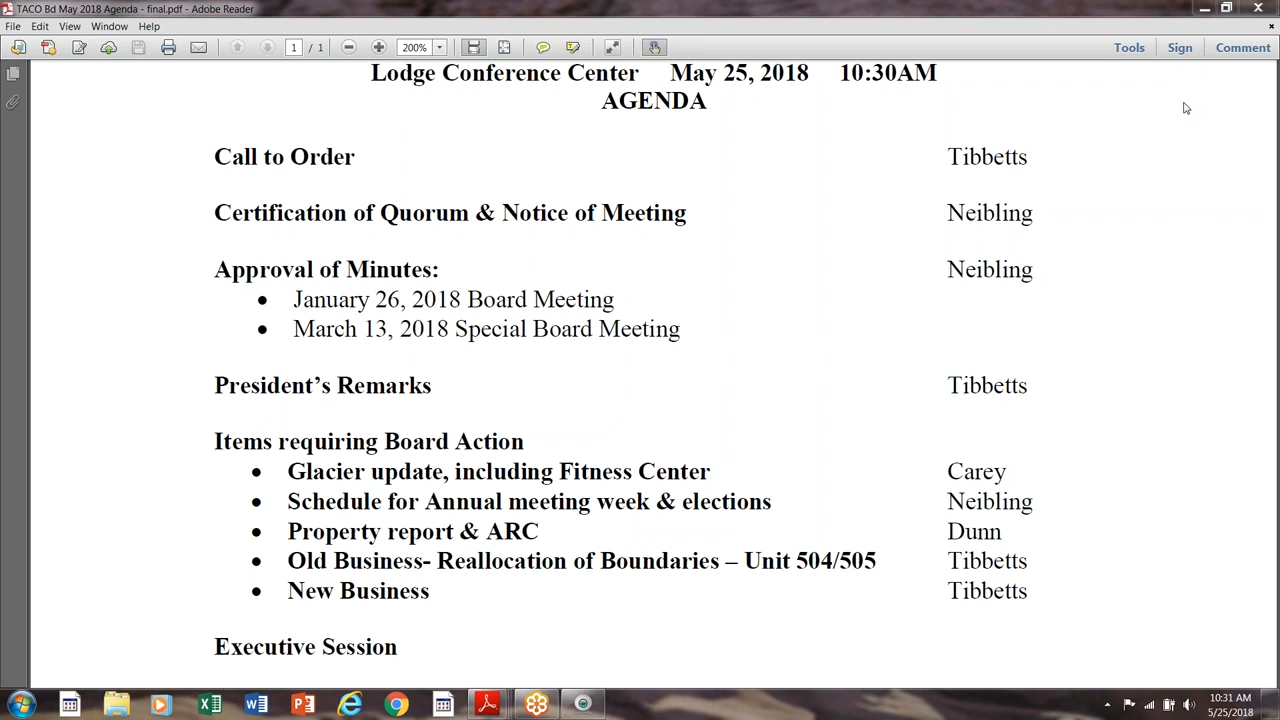 TACO Bd May 2018 Agenda - final.pdf - Adobe Reader
File Edit View Window Help
1 / 1 200% Tools Sign Comment
Lodge Conference Center May 25, 2018 10:30AM
AGENDA
Call to Order Tibbetts
Certification of Quorum & Notice of Meeting Neibling
Approval of Minutes: Neibling
• January 26, 2018 Board Meeting
• March 13, 2018 Special Board Meeting
President's Remarks Tibbetts
Items requiring Board Action
• Glacier update, including Fitness Center Carey
• Schedule for Annual meeting week & elections Neibling
• Property report & ARC Dunn
• Old Business- Reallocation of Boundaries – Unit 504/505 Tibbetts
• New Business Tibbetts
Executive Session
10:31 AM
5/25/2018